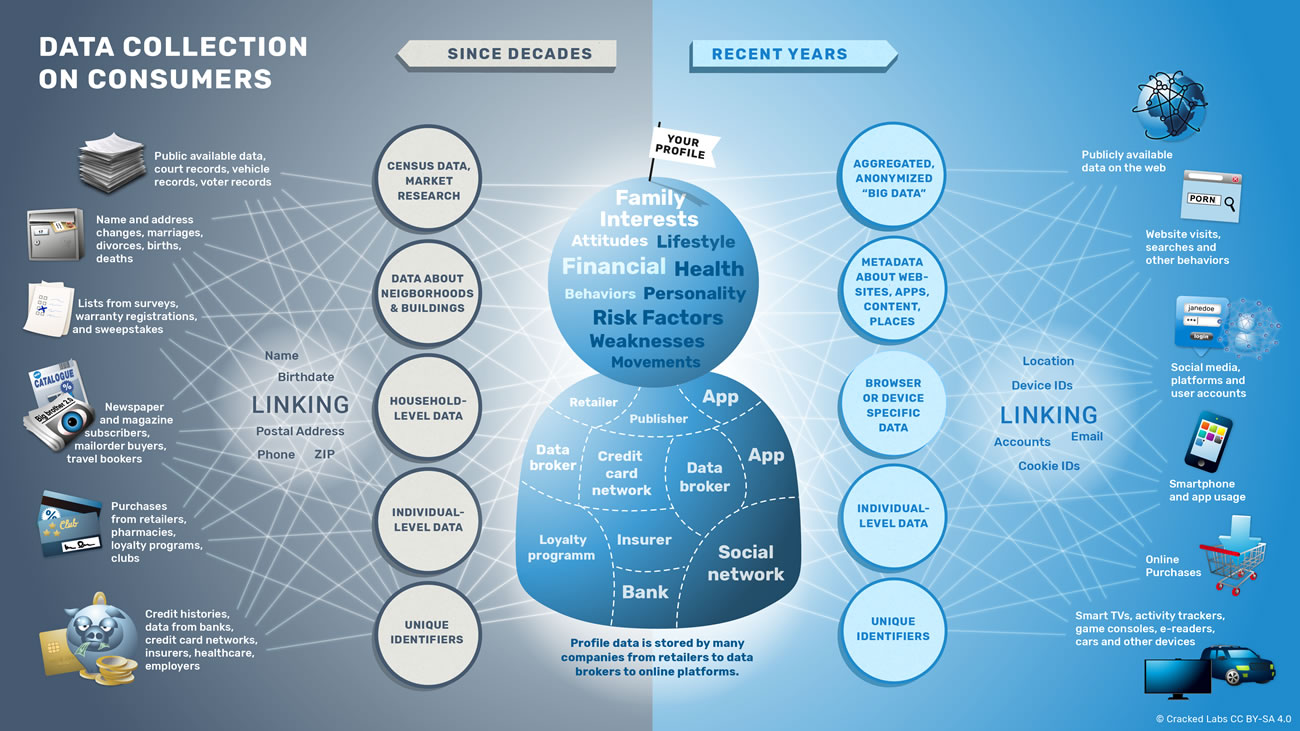 DATA COLLECTION
ON CONSUMERS
SINCE DECADES
RECENT YEARS
Public available data,
court records, vehicle
records, voter records
Name and address
changes, marriages,
divorces, births,
deaths
Lists from surveys,
warranty registrations,
and sweepstakes
CATALOGUE
%
Big brother 2.0
Newspaper
and magazine
subscribers,
mailorder buyers,
travel bookers
%
Club
Purchases
from retailers,
pharmacies,
loyalty programs,
clubs
Credit histories,
data from banks,
credit card networks,
insurers, healthcare,
employers
Name
Birthdate
LINKING
Postal Address
Phone ZIP
CENSUS DATA,
MARKET
RESEARCH
DATA ABOUT
NEIGBORHOODS
& BUILDINGS
HOUSEHOLD-
LEVEL DATA
INDIVIDUAL-
LEVEL DATA
UNIQUE
IDENTIFIERS
YOUR
PROFILE
Family
Interests
Attitudes Lifestyle
Financial Health
Behaviors Personality
Risk Factors
Weaknesses
Movements
Retailer
App
Publisher
Data
broker
Credit
card
network
Data
broker
App
Loyalty
programm
Insurer
Social
network
Bank
Profile data is stored by many
companies from retailers to data
brokers to online platforms.
AGGREGATED,
ANONYMIZED
“BIG DATA”
METADATA
ABOUT WEB-
SITES, APPS,
CONTENT,
PLACES
BROWSER
OR DEVICE
SPECIFIC
DATA
INDIVIDUAL-
LEVEL DATA
UNIQUE
IDENTIFIERS
Location
Device IDs
LINKING
Accounts Email
Cookie IDs
Publicly available
data on the web
PORN
Website visits,
searches and
other behaviors
janedoe
***|
login
Social media,
platforms and
user accounts
Smartphone
and app usage
Online
Purchases
Smart TVs, activity trackers,
game consoles, e-readers,
cars and other devices
© Cracked Labs CC BY-SA 4.0